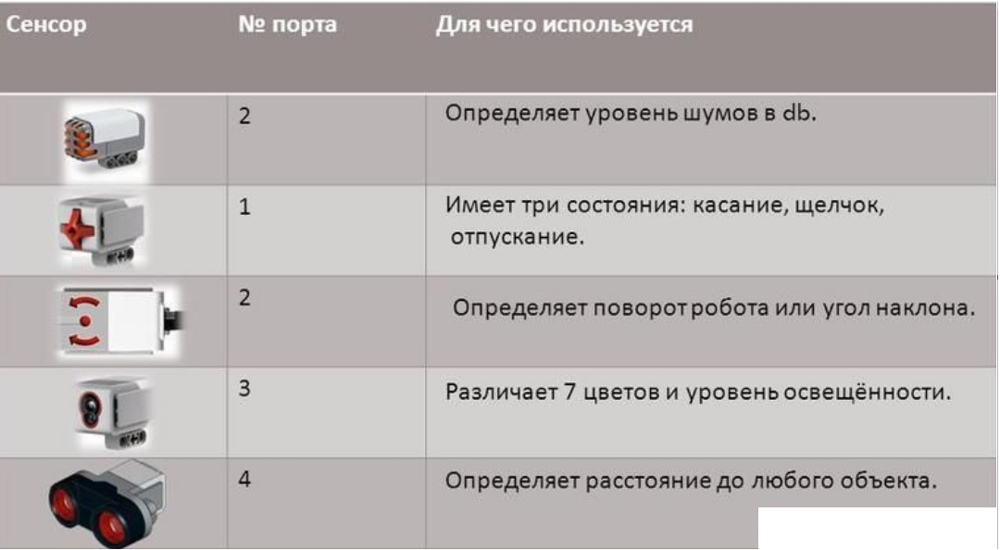 Сенсор № порта Для чего используется
2 Определяет уровень шумов в db.
1 Имеет три состояния: касание, щелчок,
отпускание.
2 Определяет поворот робота или угол наклона.
3 Различает 7 цветов и уровень освещённости.
4 Определяет расстояние до любого объекта.